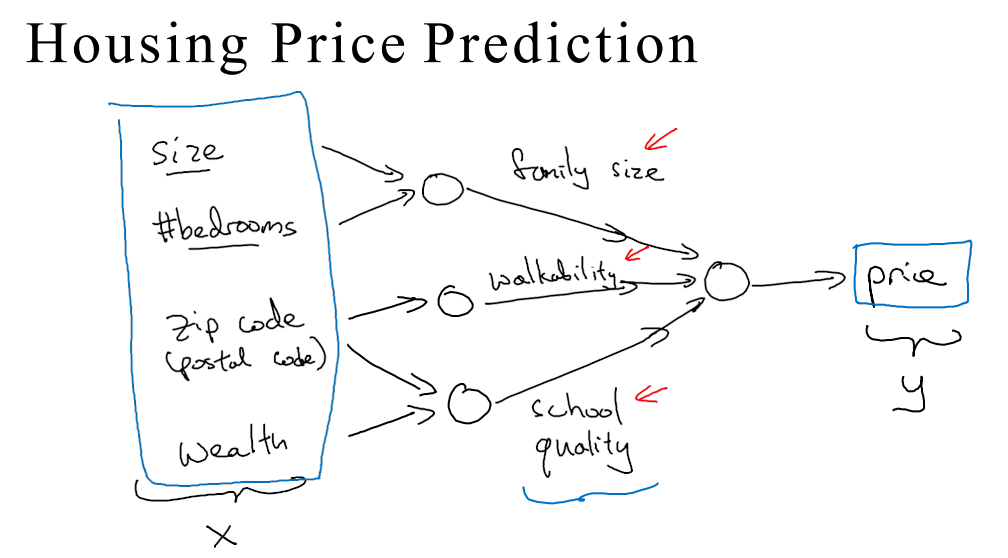 Housing Price Prediction
size
family size
#bedrooms
walkability
price
zip code
(postal code)
y
school
quality
wealth
X